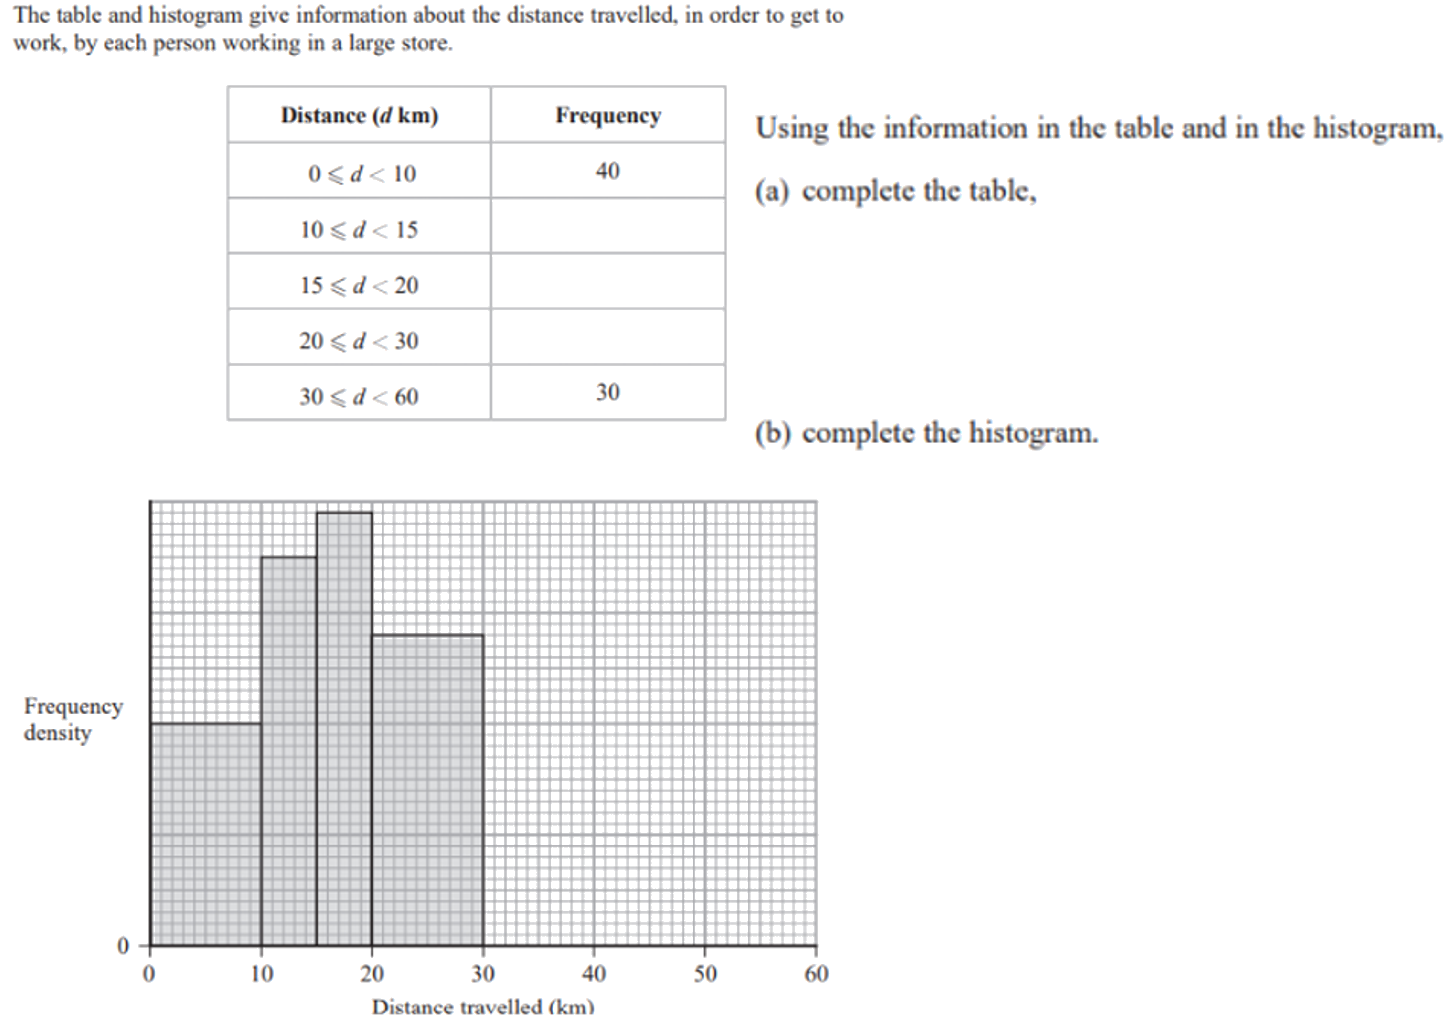 The table and histogram give information about the distance travelled, in order to get to
work, by each person working in a large store.
Distance (d km) Frequency
0 ⩽ d < 10 40
10 ⩽ d < 15
15 ⩽ d < 20
20 ⩽ d < 30
30 ⩽ d < 60 30
Using the information in the table and in the histogram,
(a) complete the table,
(b) complete the histogram.
Frequency
density
0
0 10 20 30 40 50 60
Distance travelled (km)